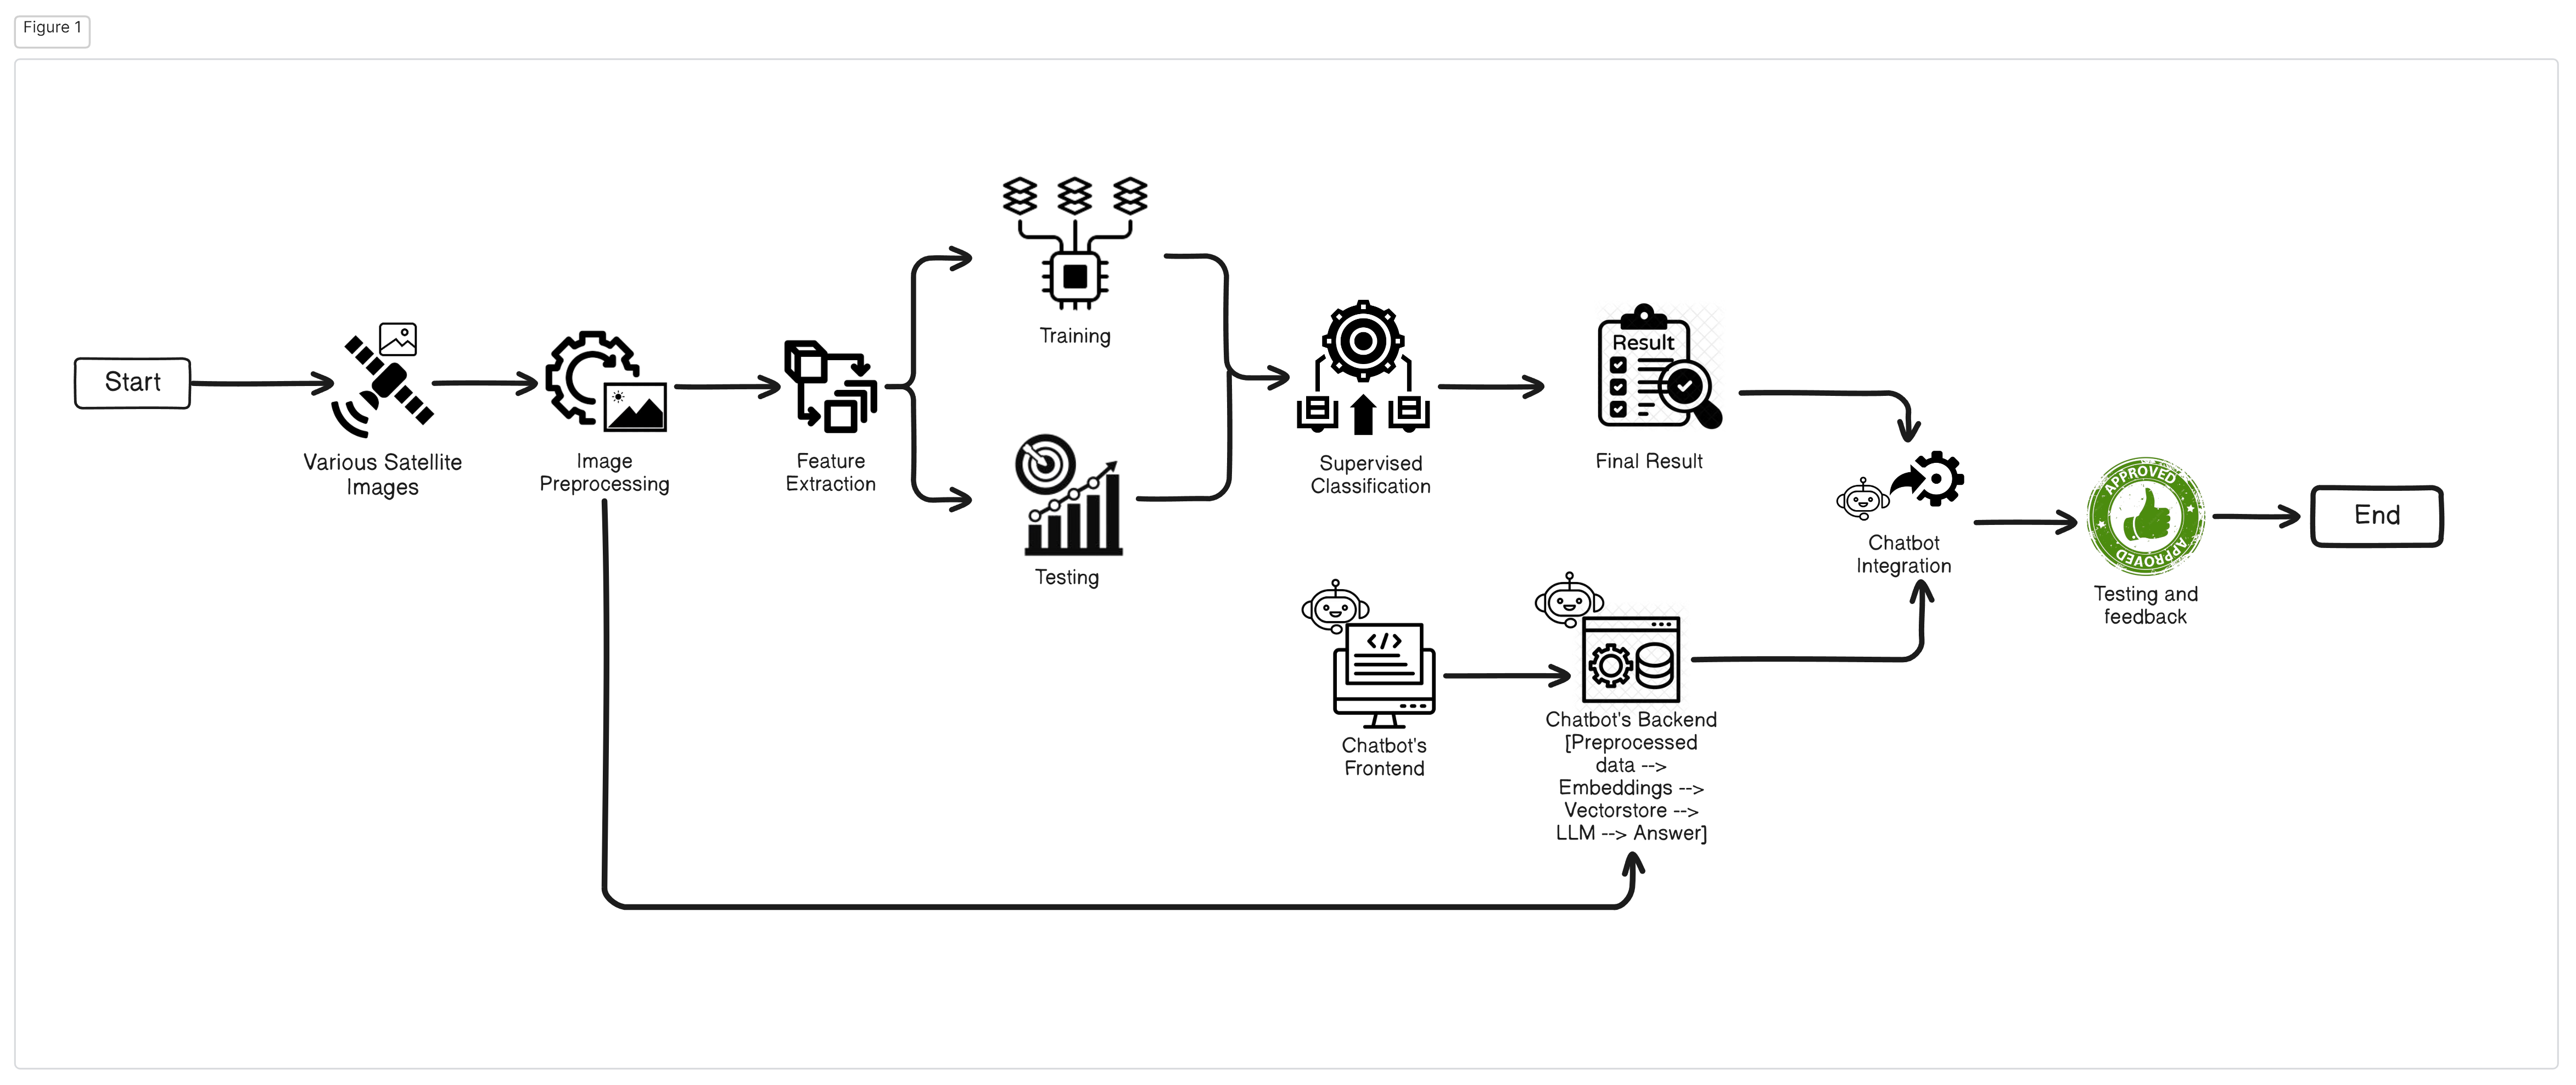 Figure 1
Start
Various Satellite
Images
Image
Preprocessing
Feature
Extraction
Training
Testing
Supervised
Classification
Result
Final Result
Chatbot
Integration
APPROVED
APPROVED
Testing and
feedback
End
</>
Chatbot's
Frontend
Chatbot's Backend
[Preprocessed
data -->
Embeddings -->
Vectorstore -->
LLM --> Answer]